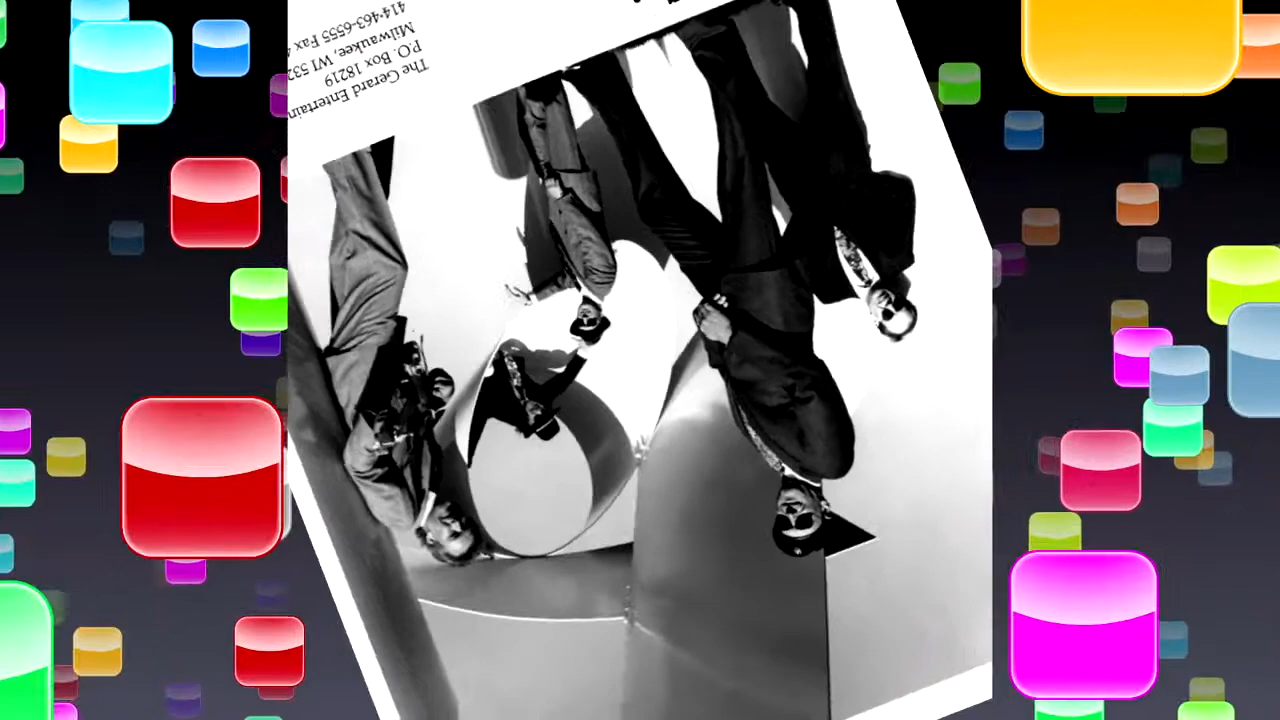 The Gerard Entertain
P.O. Box 18219
Milwaukee, WI 532
414·463-6555 Fax